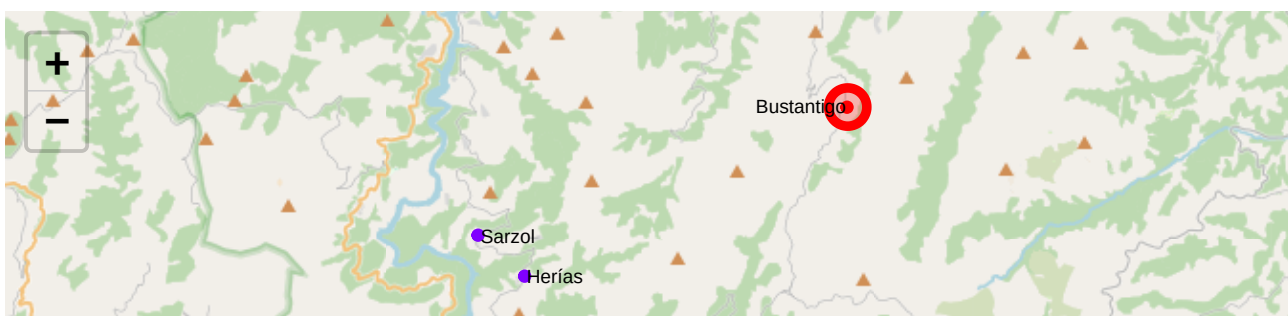 +
−
Bustantigo
Sarzol
Herías